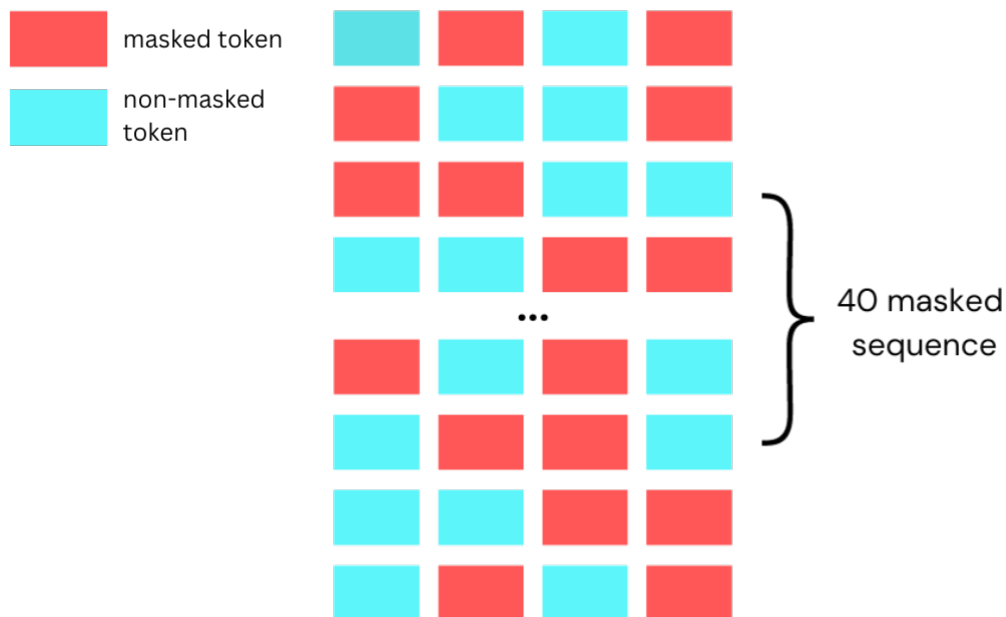 masked token
non-masked
token
...
40 masked
sequence